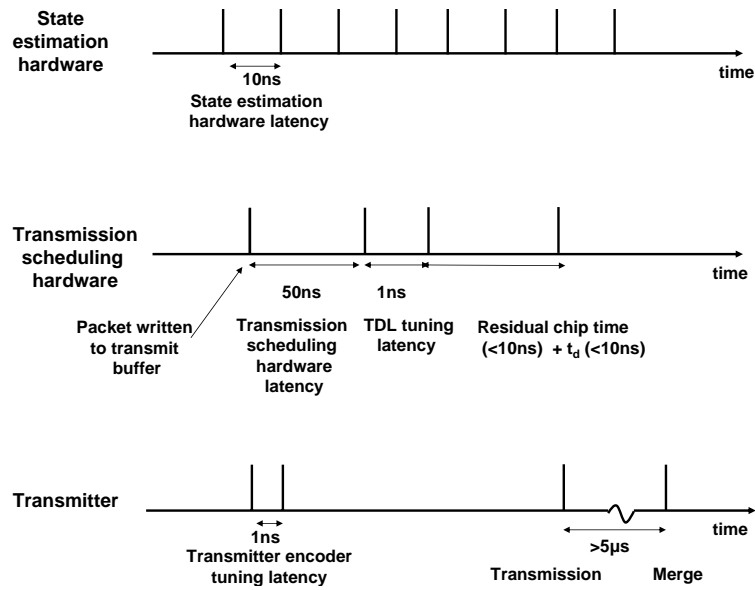 State
estimation
hardware
time
10ns
State estimation
hardware latency
Transmission
scheduling
hardware
time
50ns
1ns
Packet written
to transmit
buffer
Transmission
scheduling
hardware
latency
TDL tuning
latency
Residual chip time
(<10ns) + td (<10ns)
Transmitter
time
1ns
Transmitter encoder
tuning latency
>5µs
Transmission
Merge